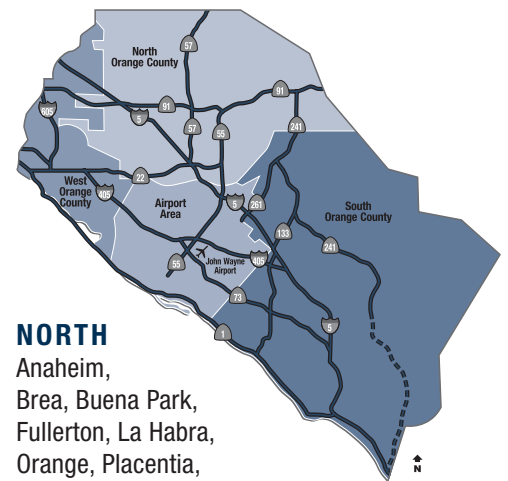 57
North
Orange County
91
91
605
5
57
55
241
22
West
Orange
County
405
Airport
Area
5
261
South
Orange County
133
241
John Wayne
Airport
405
55
73
5
1
NORTH
Anaheim,
Brea, Buena Park,
Fullerton, La Habra,
Orange, Placentia,
N